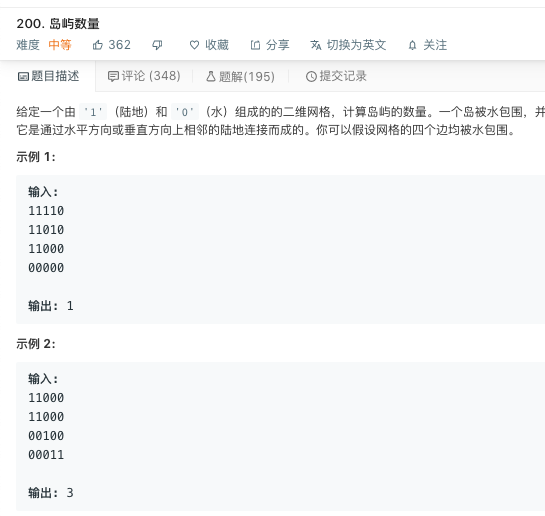 200. 岛屿数量
难度 中等 362 收藏 分享 切换为英文 关注
题目描述 评论 (348) 题解(195) 提交记录
给定一个由 '1'（陆地）和 '0'（水）组成的的二维网格，计算岛屿的数量。一个岛被水包围，并
它是通过水平方向或垂直方向上相邻的陆地连接而成的。你可以假设网格的四个边均被水包围。
示例 1:
输入:
11110
11010
11000
00000
输出: 1
示例 2:
输入:
11000
11000
00100
00011
输出: 3